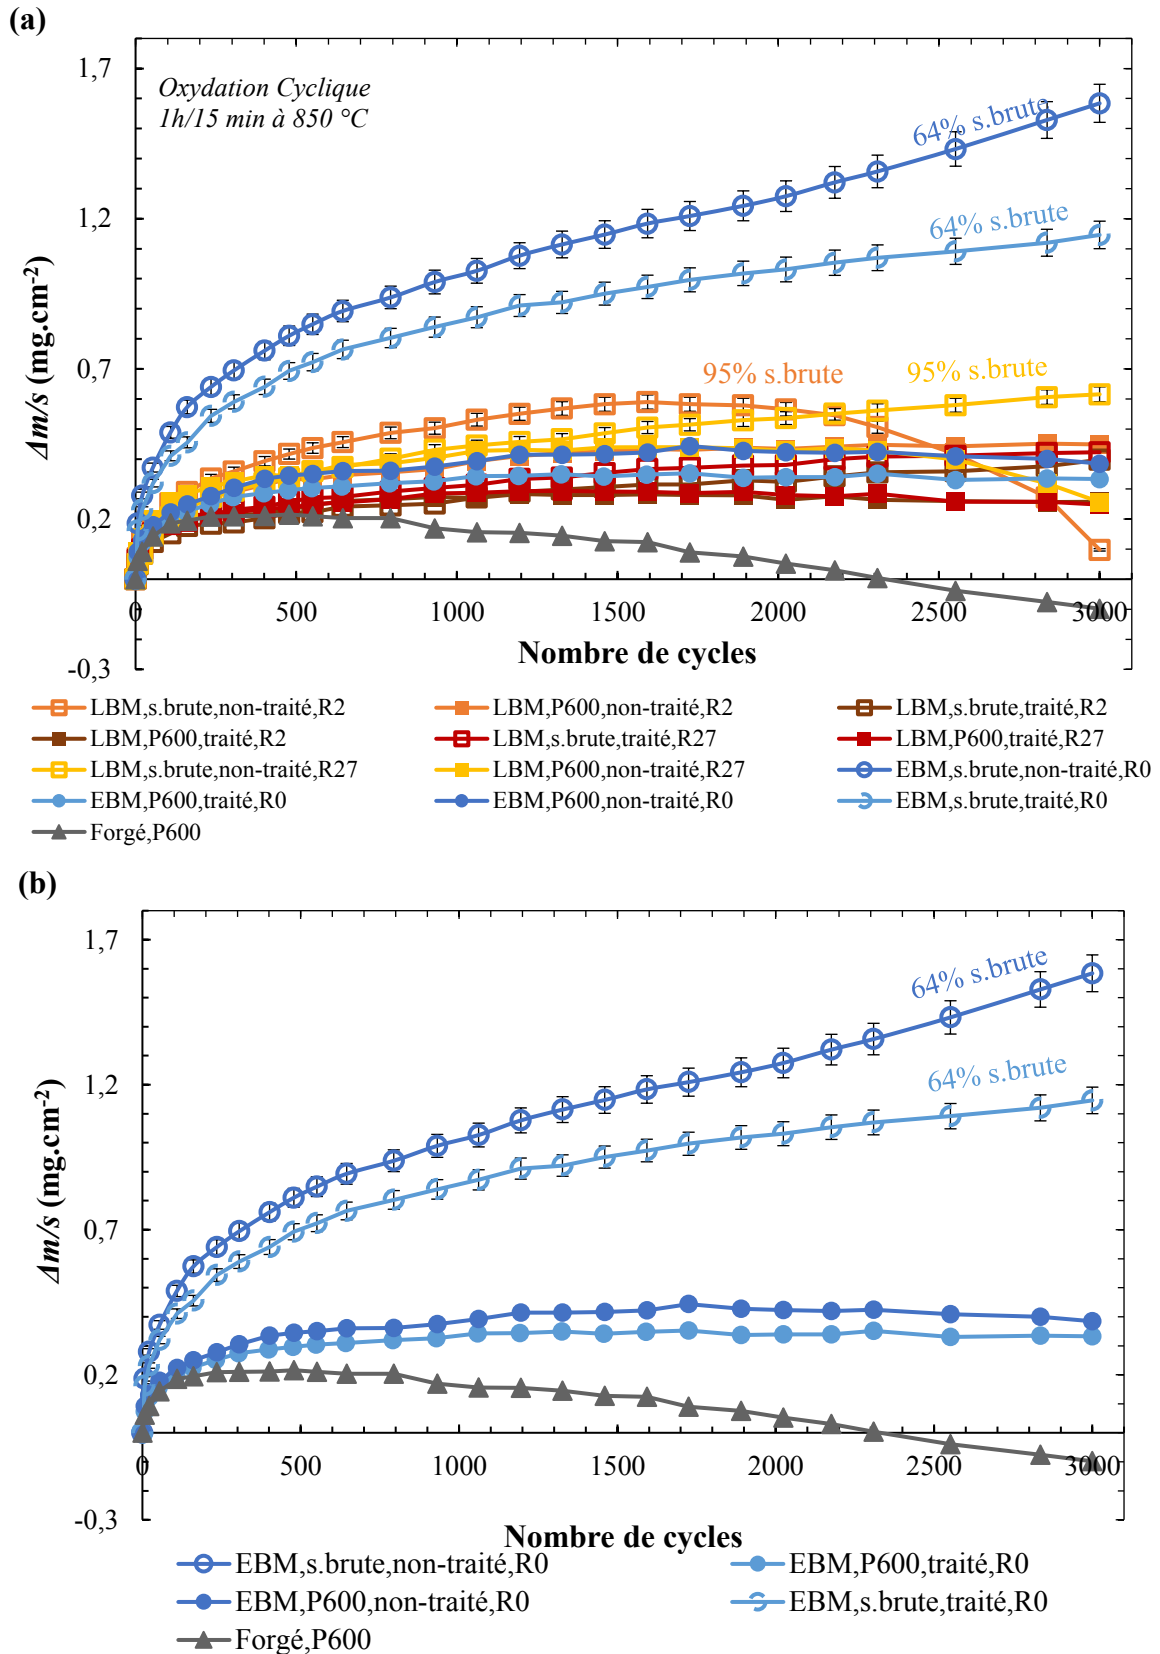 (a)
1,7
Oxydation Cyclique
1h/15 min à 850 °C
64% s.brute
1,2
64% s.brute
Δm/s (mg.cm-2)
0,7
95% s.brute
95% s.brute
0,2
0 500 1000 1500 2000 2500 3000
Nombre de cycles
-0,3
LBM,s.brute,non-traité,R2 LBM,P600,non-traité,R2 LBM,s.brute,traité,R2
LBM,P600,traité,R2 LBM,s.brute,traité,R27 LBM,P600,traité,R27
LBM,s.brute,non-traité,R27 LBM,P600,non-traité,R27 EBM,s.brute,non-traité,R0
EBM,P600,traité,R0 EBM,P600,non-traité,R0 EBM,s.brute,traité,R0
Forgé,P600
(b)
1,7
64% s.brute
1,2
64% s.brute
Δm/s (mg.cm-2)
0,7
0,2
0 500 1000 1500 2000 2500 3000
-0,3
Nombre de cycles
EBM,s.brute,non-traité,R0 EBM,P600,traité,R0
EBM,P600,non-traité,R0 EBM,s.brute,traité,R0
Forgé,P600